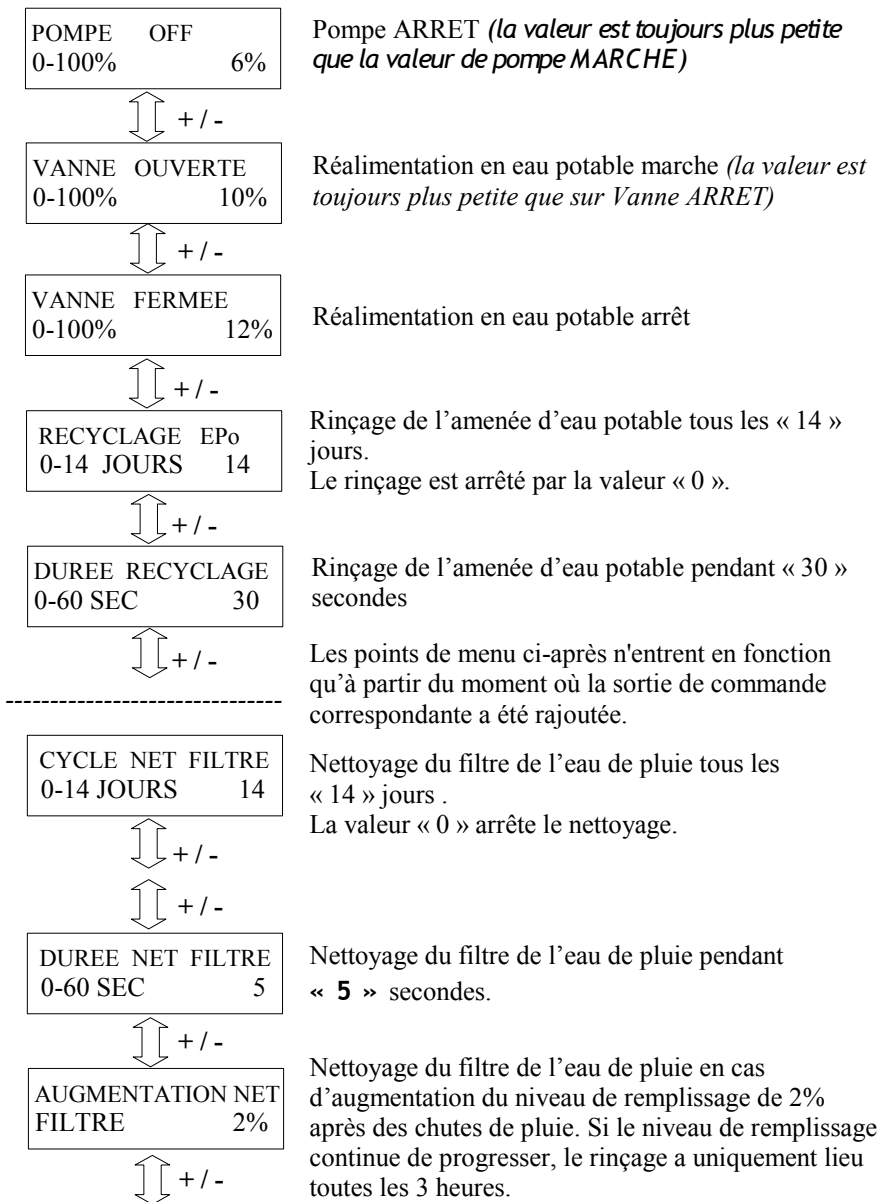 POMPE OFF
0-100% 6%
Pompe ARRET (la valeur est toujours plus petite
que la valeur de pompe MARCHE)
+ / -
VANNE OUVERTE
0-100% 10%
Réalimentation en eau potable marche (la valeur est
toujours plus petite que sur Vanne ARRET)
+ / -
VANNE FERMEE
0-100% 12%
Réalimentation en eau potable arrêt
+ / -
RECYCLAGE EPo
0-14 JOURS 14
Rinçage de l’amenée d’eau potable tous les « 14 »
jours.
Le rinçage est arrêté par la valeur « 0 ».
+ / -
DUREE RECYCLAGE
0-60 SEC 30
Rinçage de l’amenée d’eau potable pendant « 30 »
secondes
+ / -
Les points de menu ci-après n'entrent en fonction
qu’à partir du moment où la sortie de commande
correspondante a été rajoutée.
-------------------------------
CYCLE NET FILTRE
0-14 JOURS 14
Nettoyage du filtre de l’eau de pluie tous les
« 14 » jours .
La valeur « 0 » arrête le nettoyage.
+ / -
+ / -
DUREE NET FILTRE
0-60 SEC 5
Nettoyage du filtre de l’eau de pluie pendant
« 5 » secondes.
+ / -
AUGMENTATION NET
FILTRE 2%
Nettoyage du filtre de l’eau de pluie en cas
d’augmentation du niveau de remplissage de 2%
après des chutes de pluie. Si le niveau de remplissage
continue de progresser, le rinçage a uniquement lieu
toutes les 3 heures.
+ / -